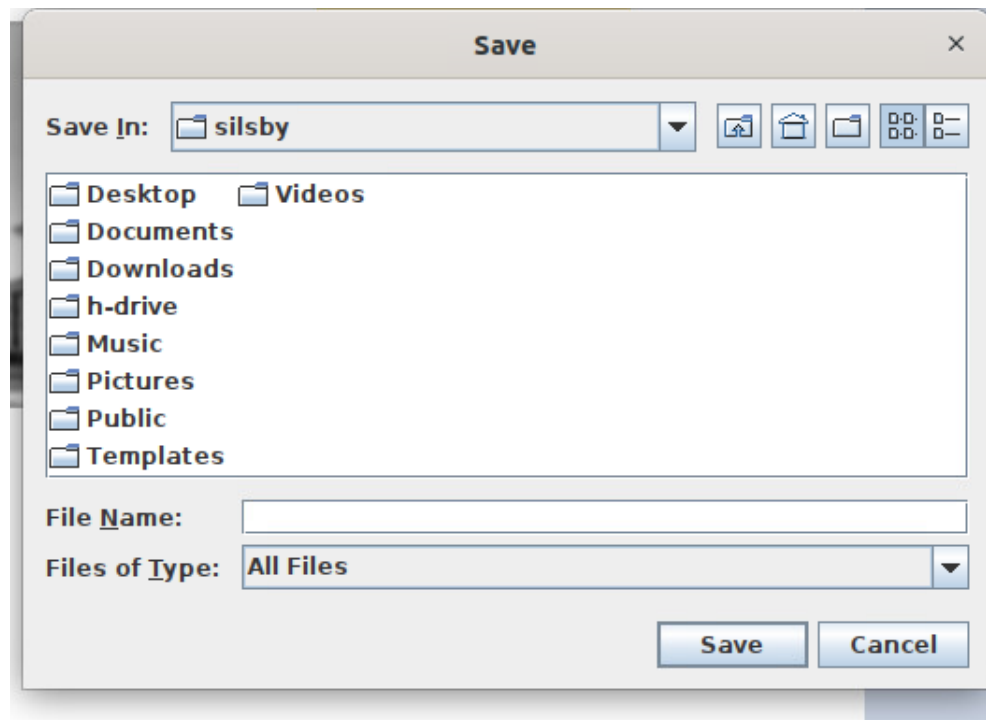 Save
Save In: silsby
Desktop Videos
Documents
Downloads
h-drive
Music
Pictures
Public
Templates
File Name:
Files of Type: All Files
Save Cancel